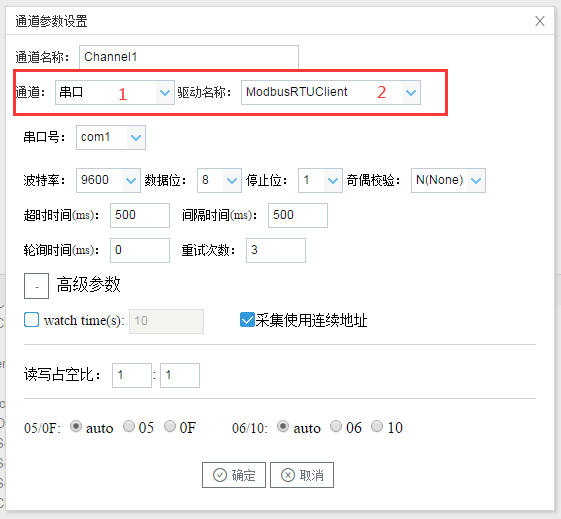 通道参数设置
通道名称： Channel1
通道： 串口 1 驱动名称： ModbusRTUClient 2
串口号： com1
波特率： 9600 数据位： 8 停止位： 1 奇偶校验： N(None)
超时时间(ms)： 500 间隔时间(ms)： 500
轮询时间(ms)： 0 重试次数： 3
- 高级参数
watch time(s): 10 采集使用连续地址
读写占空比： 1 : 1
05/0F: auto 05 0F 06/10: auto 06 10
确定 取消